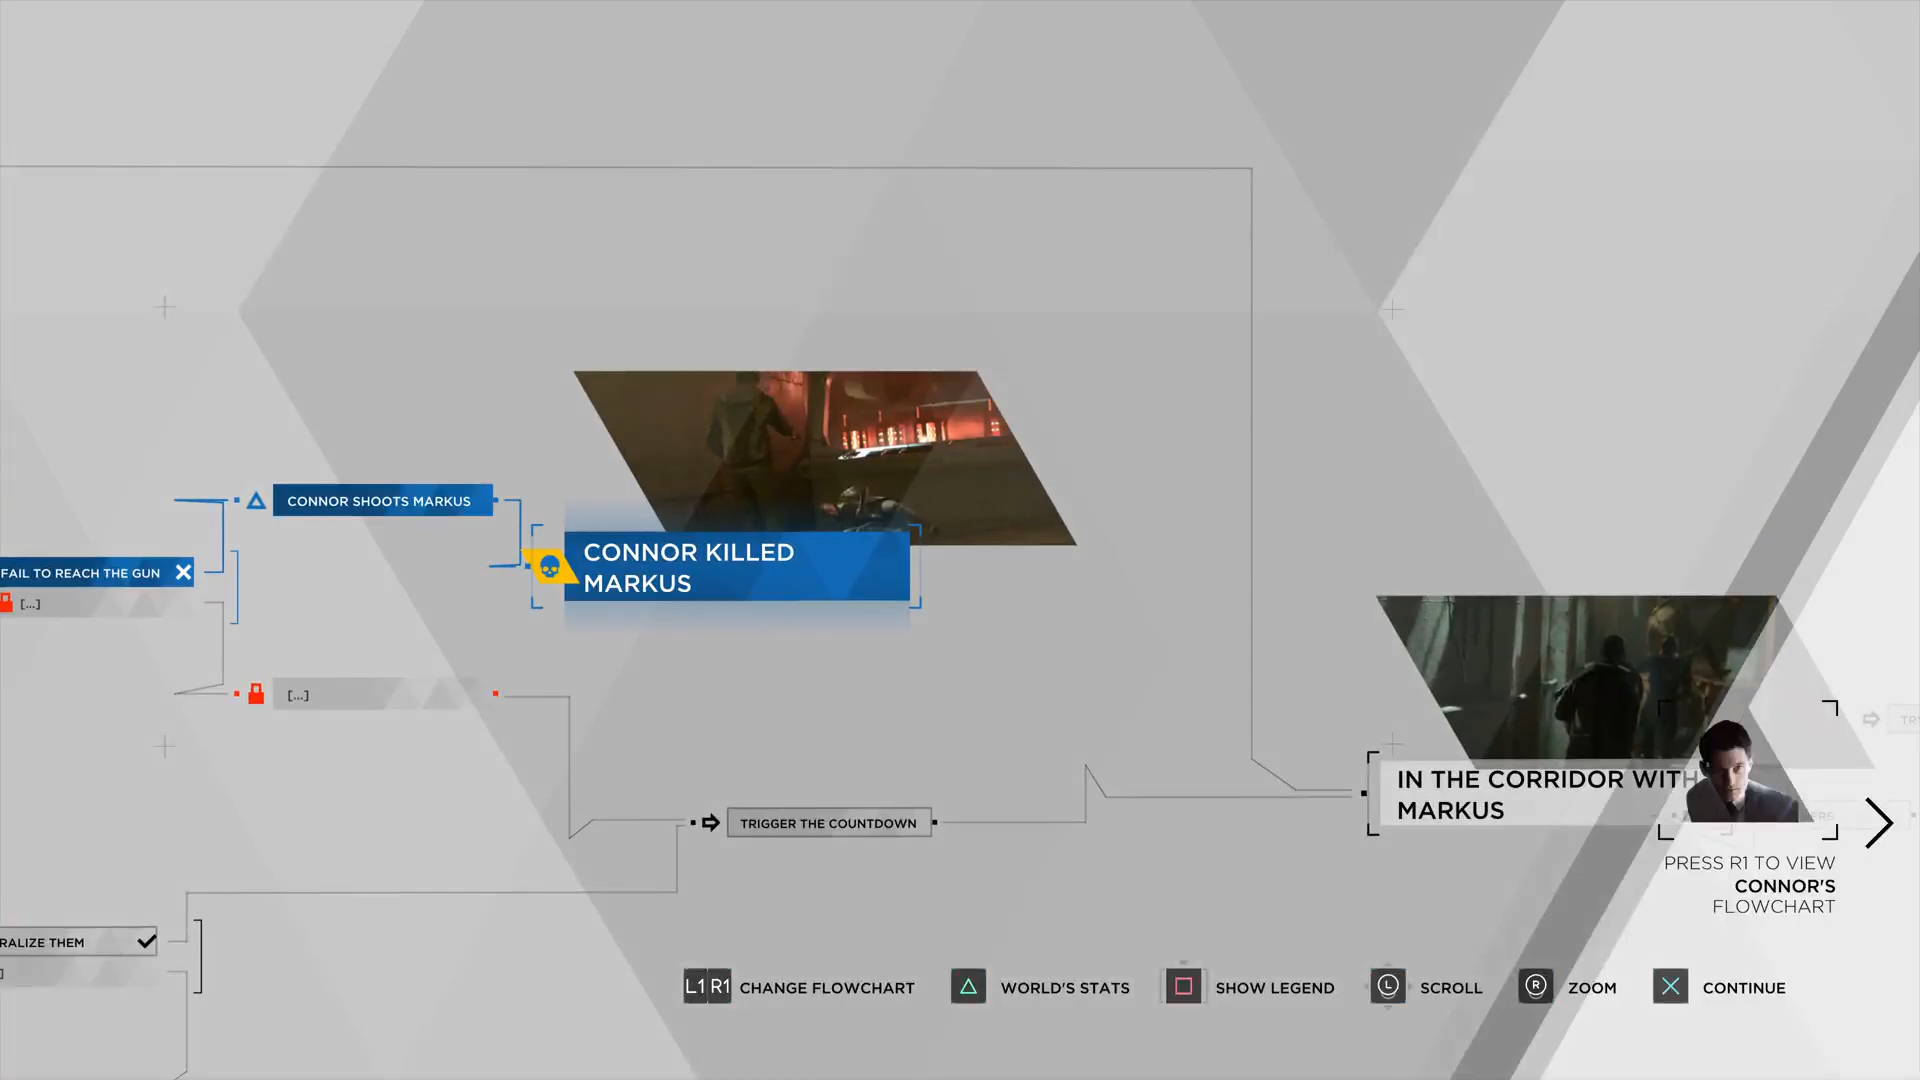 CONNOR SHOOTS MARKUS
CONNOR KILLED
MARKUS
FAIL TO REACH THE GUN
[...]
[...]
IN THE CORRIDOR WITH
MARKUS
TRIGGER THE COUNTDOWN
PRESS R1 TO VIEW
CONNOR'S
FLOWCHART
RALIZE THEM
L1 R1 CHANGE FLOWCHART
WORLD'S STATS
SHOW LEGEND
L SCROLL
R ZOOM
CONTINUE